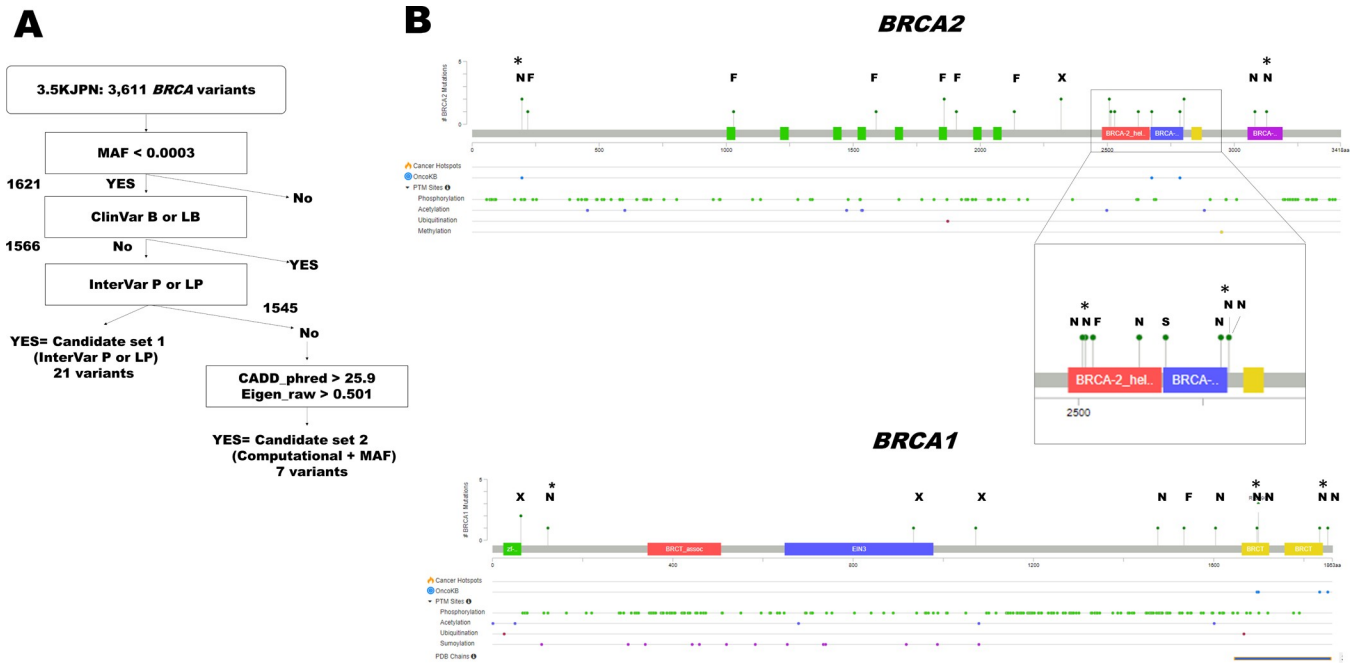 A
3.5KJPN: 3,611 BRCA variants
MAF < 0.0003
1621
YES
No
ClinVar B or LB
1566
No
YES
InterVar P or LP
1545
No
YES= Candidate set 1
(InterVar P or LP)
21 variants
CADD_phred > 25.9
Eigen_raw > 0.501
YES= Candidate set 2
(Computational + MAF)
7 variants
B
BRCA2
# BRCA2 Mutations
6
0
* *
N F F F F F F X N N
BRCA-2_hel.. BRCA-.. BRCA-..
0 500 1000 1500 2000 2500 3000 3418aa
Cancer Hotspots
OncoKB
PTM Sites
Phosphorylation
Acetylation
Ubiquitination
Methylation
* *
N N F N S N N N
BRCA-2_hel.. BRCA-..
2500
BRCA1
# BRCA1 Mutations
6
0
* * *
X N X X N F N N N N N
zf-.. BRCT_assoc EIN3 BRCT BRCT
0 400 800 1200 1600 1863aa
Cancer Hotspots
OncoKB
PTM Sites
Phosphorylation
Acetylation
Ubiquitination
Sumoylation
PDB Chains